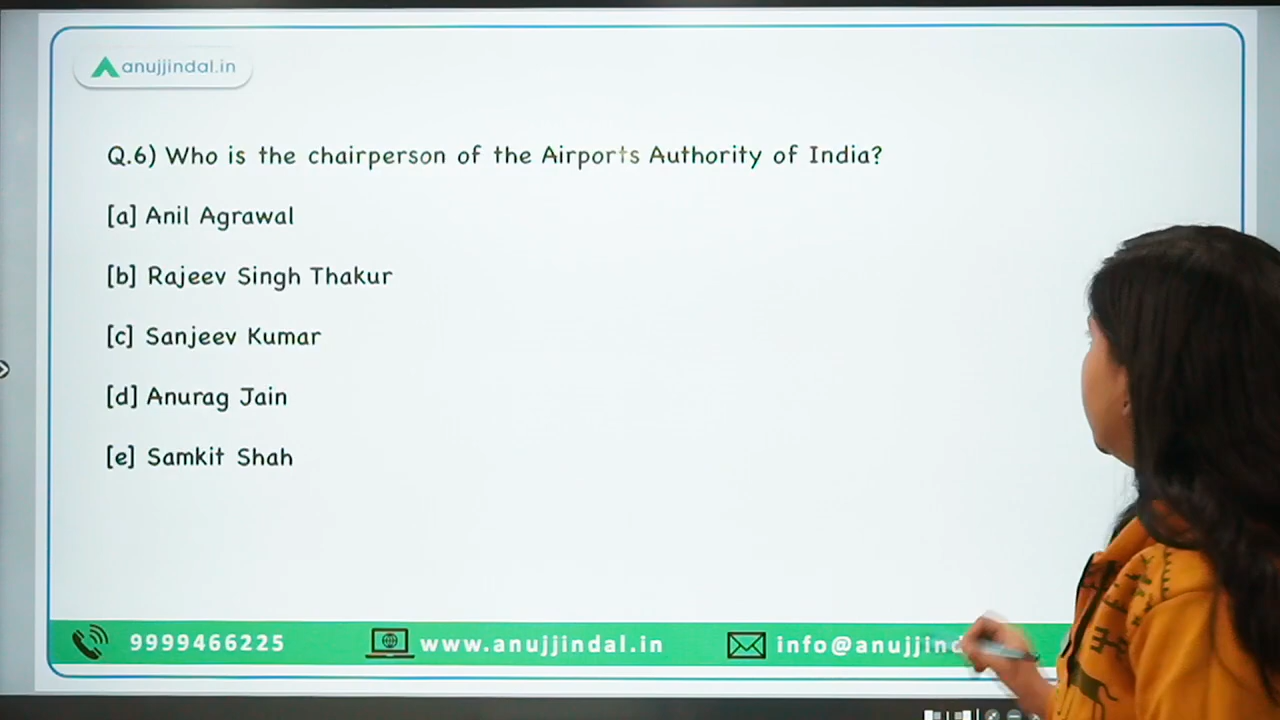 anujjindal.in
Q.6) Who is the chairperson of the Airports Authority of India?
[a] Anil Agrawal
[b] Rajeev Singh Thakur
[c] Sanjeev Kumar
[d] Anurag Jain
[e] Samkit Shah
9999466225 www.anujjindal.in info@anujjind